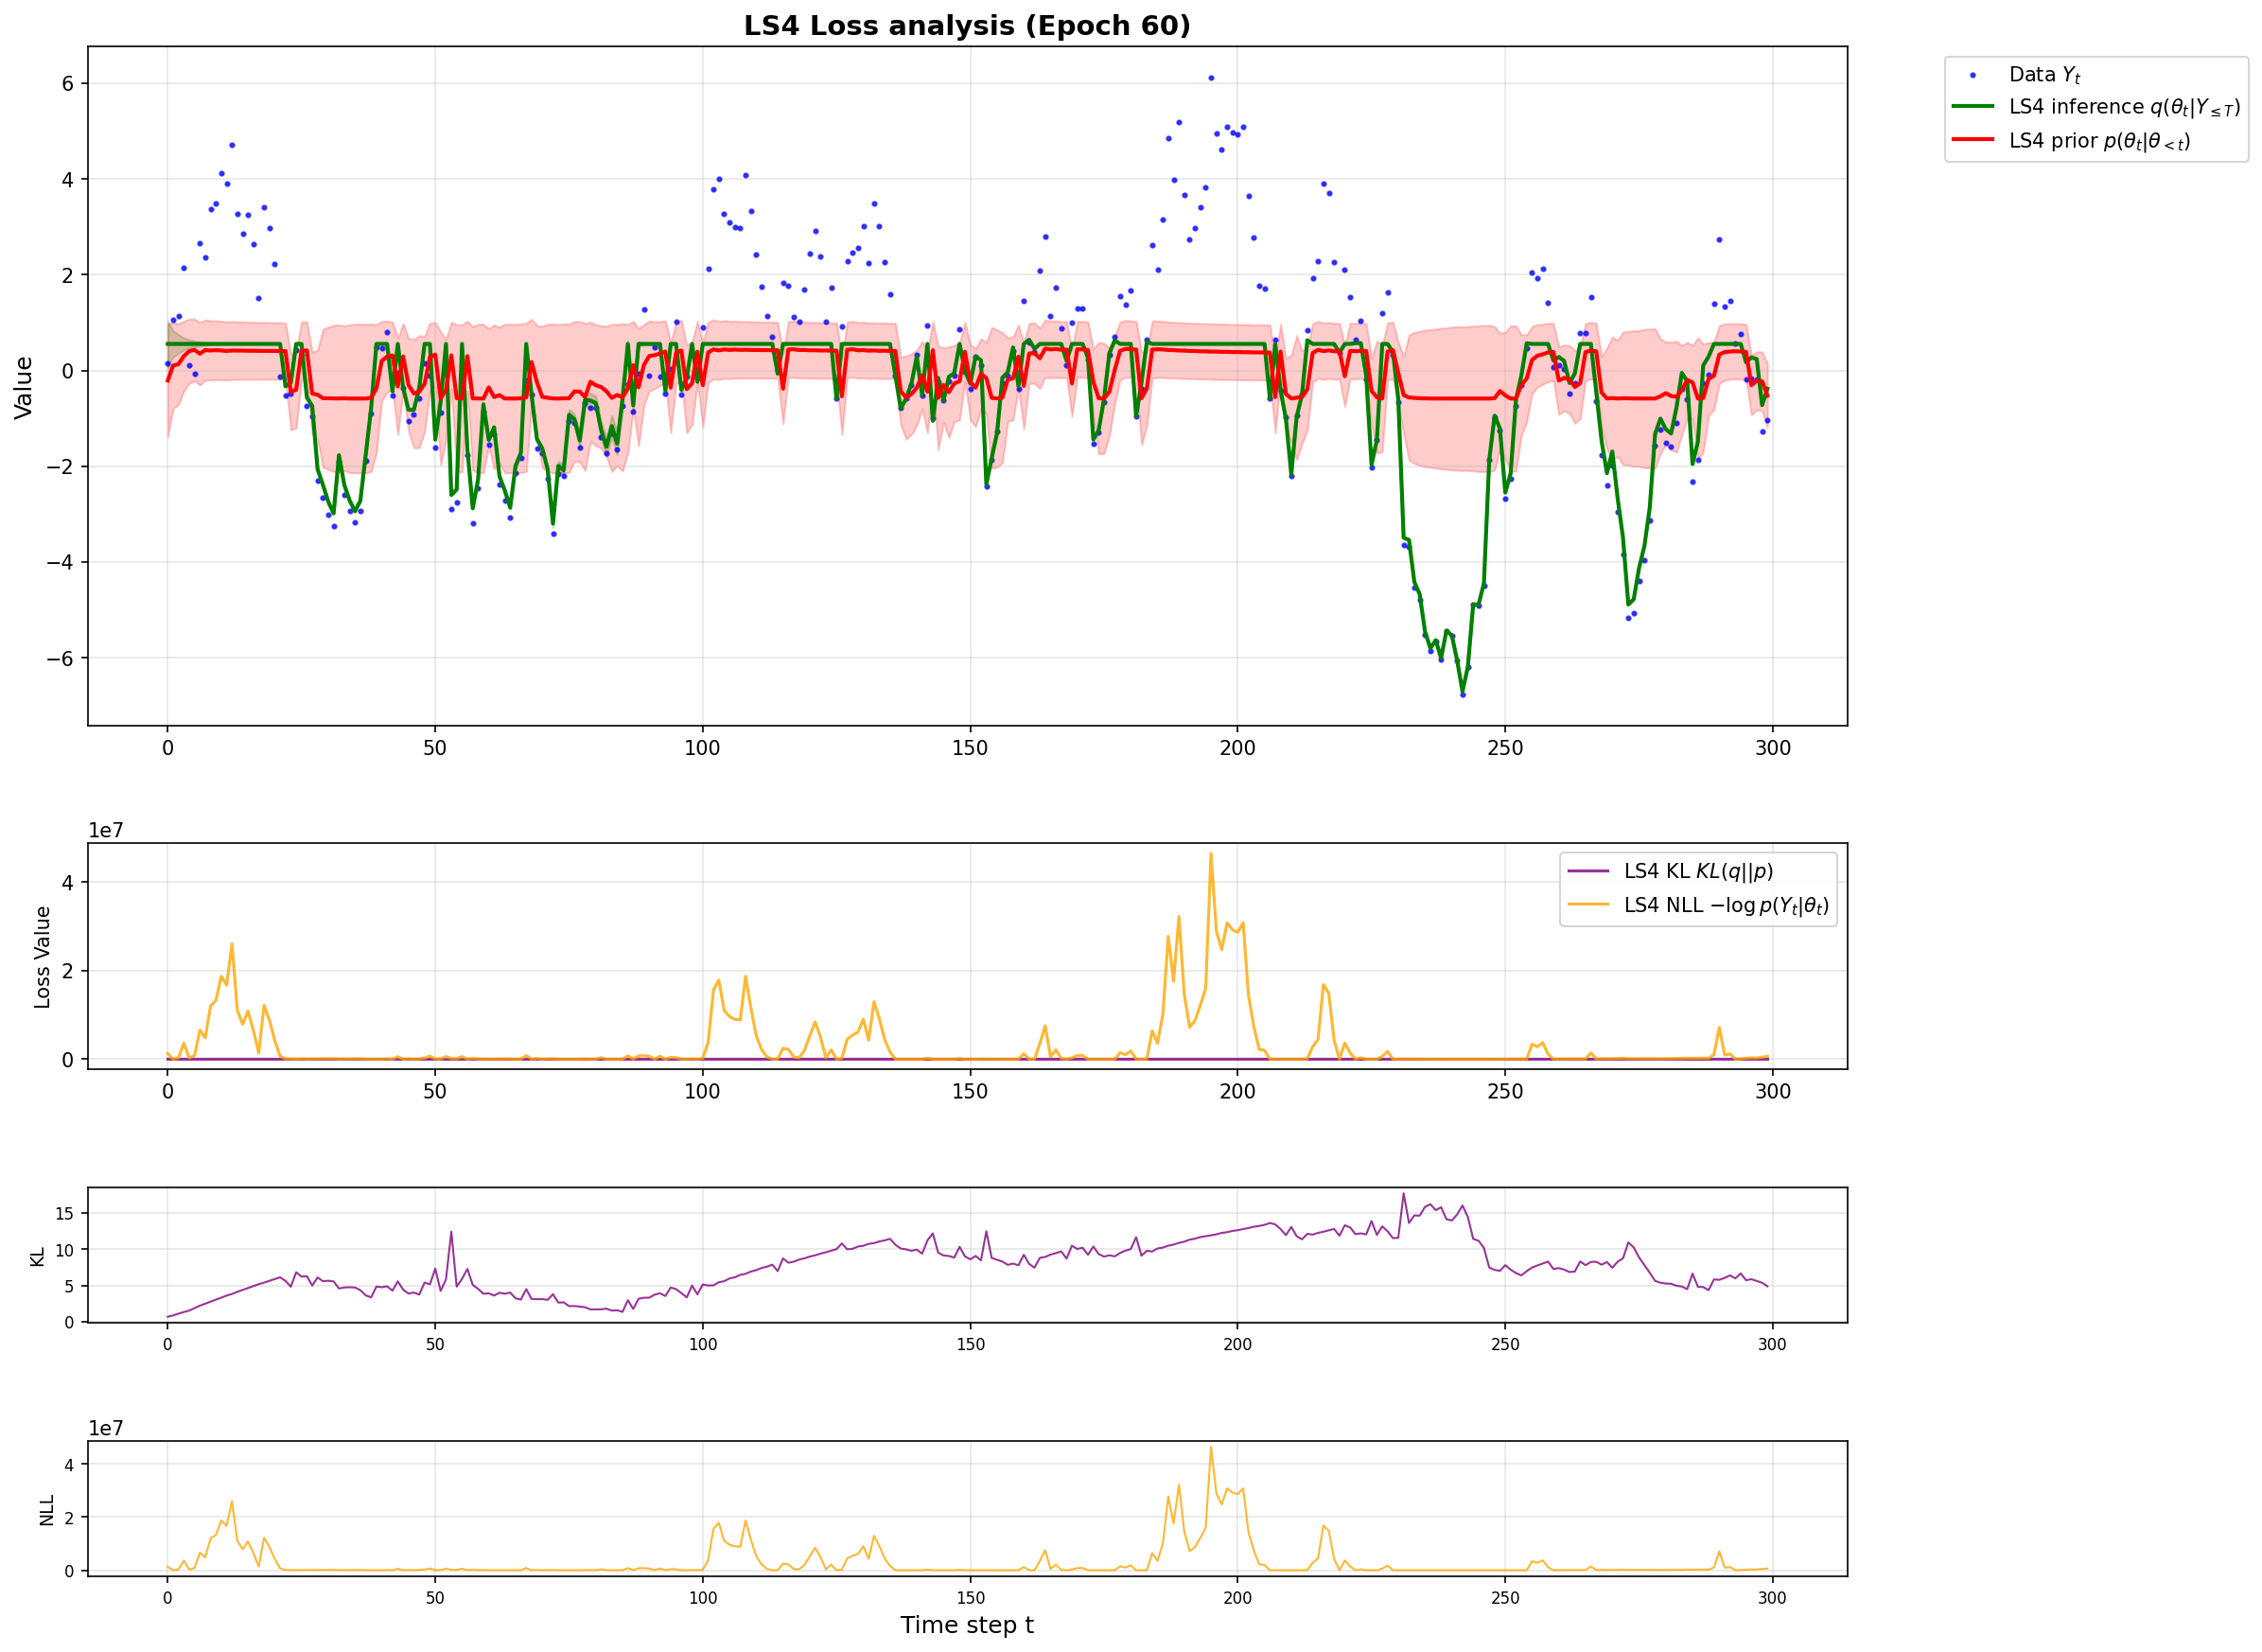 LS4 Loss analysis (Epoch 60)
Value
6
4
2
0
−2
−4
−6
0 50 100 150 200 250 300
Data Y_t
LS4 inference q(θ_t|Y_{≤T})
LS4 prior p(θ_t|θ_{<t})
1e7
Loss Value
4
2
0
0 50 100 150 200 250 300
LS4 KL KL(q||p)
LS4 NLL −log p(Y_t|θ_t)
KL
15
10
5
0
0 50 100 150 200 250 300
1e7
NLL
4
2
0
0 50 100 150 200 250 300
Time step t